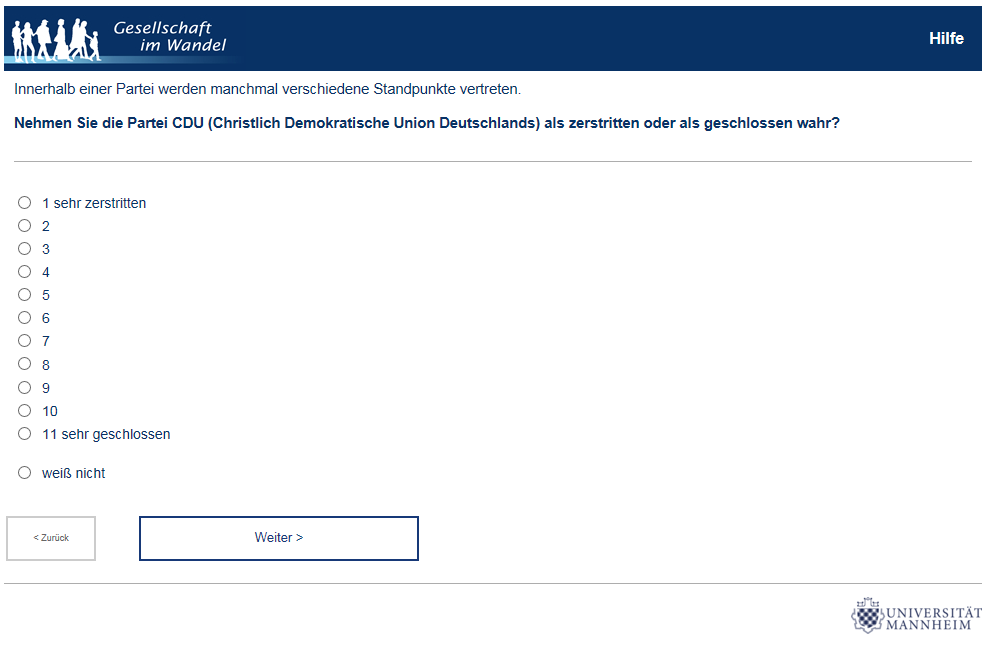 Gesellschaft
im Wandel
Hilfe
Innerhalb einer Partei werden manchmal verschiedene Standpunkte vertreten.
Nehmen Sie die Partei CDU (Christlich Demokratische Union Deutschlands) als zerstritten oder als geschlossen wahr?
1 sehr zerstritten
2
3
4
5
6
7
8
9
10
11 sehr geschlossen
weiß nicht
< Zurück
Weiter >
UNIVERSITÄT
MANNHEIM